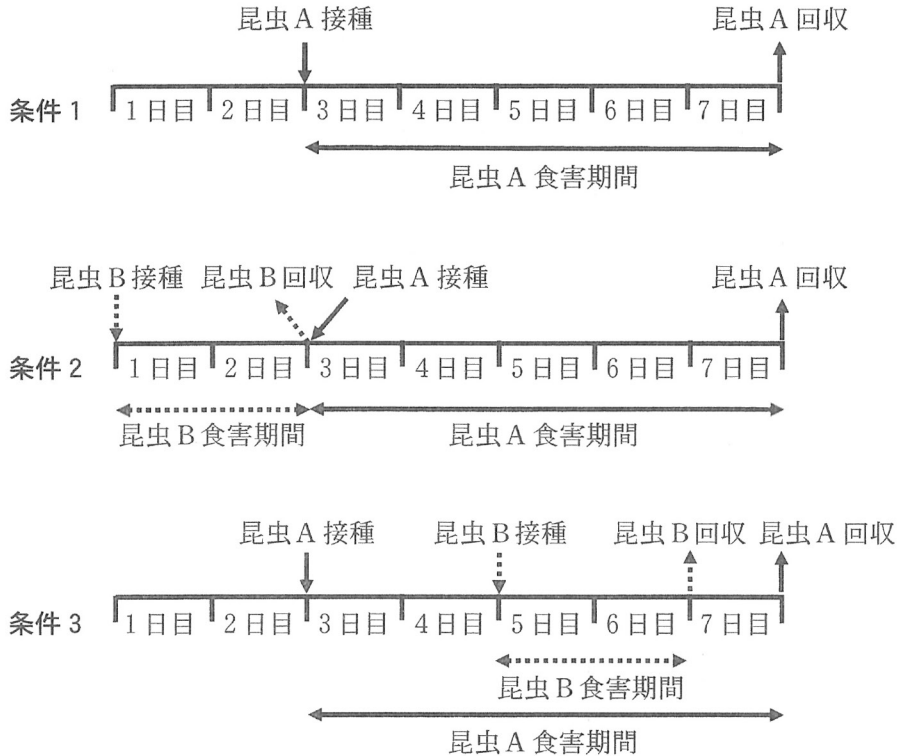 昆虫A 接種 昆虫A 回収
条件1 1日目 2日目 3日目 4日目 5日目 6日目 7日目
昆虫A 食害期間
昆虫B 接種 昆虫B 回収 昆虫A 接種 昆虫A 回収
条件2 1日目 2日目 3日目 4日目 5日目 6日目 7日目
昆虫B 食害期間 昆虫A 食害期間
昆虫A 接種 昆虫B 接種 昆虫B 回収 昆虫A 回収
条件3 1日目 2日目 3日目 4日目 5日目 6日目 7日目
昆虫B 食害期間
昆虫A 食害期間